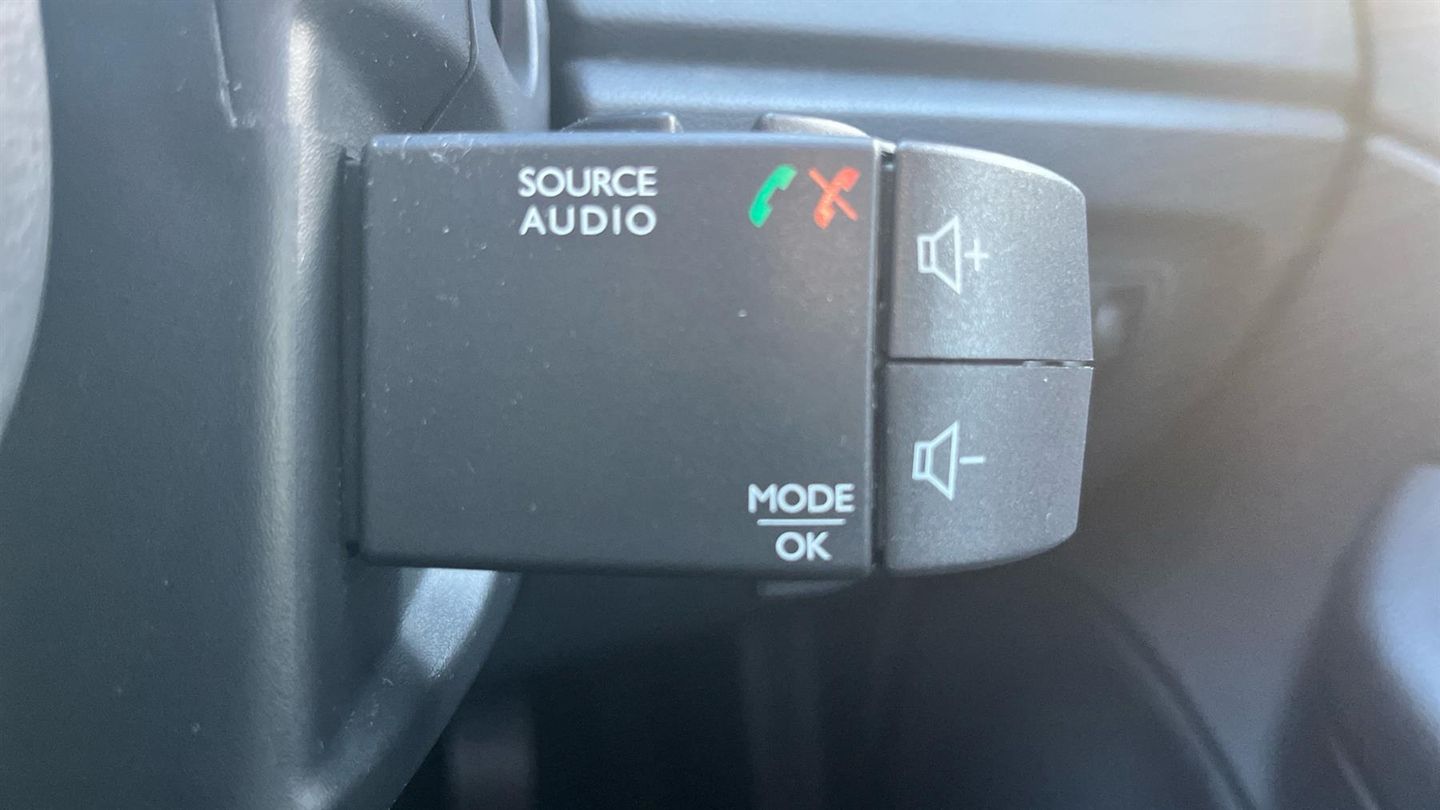 SOURCE
AUDIO
+
-
MODE
OK